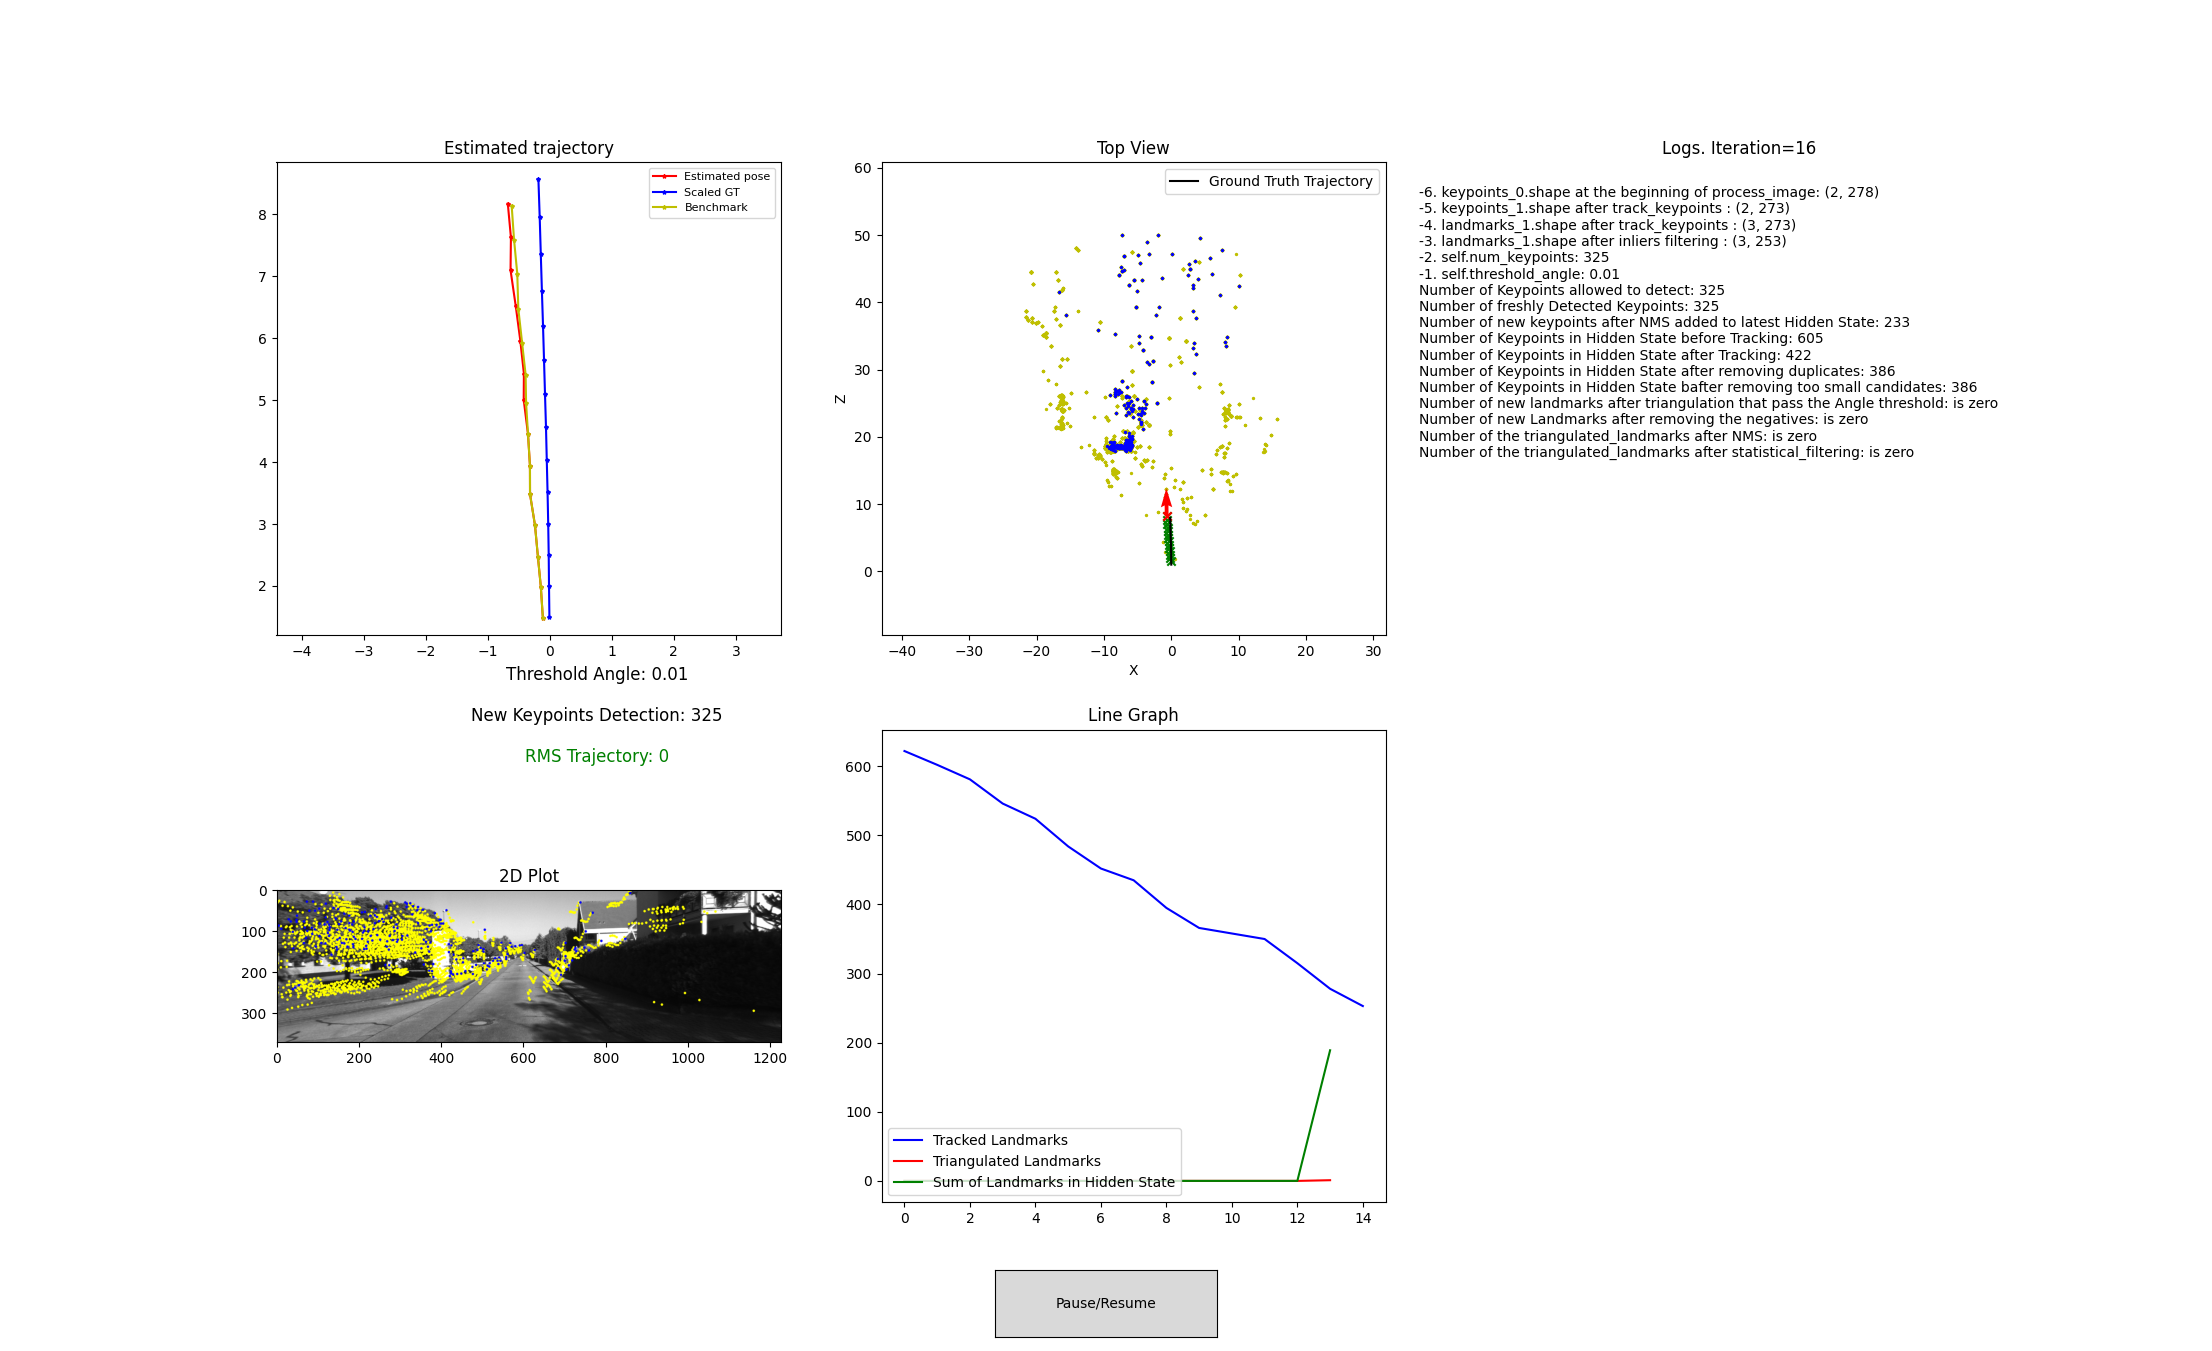 Estimated trajectory
Estimated pose
Scaled GT
Benchmark
8
7
6
5
4
3
2
−4 −3 −2 −1 0 1 2 3
Threshold Angle: 0.01
New Keypoints Detection: 325
RMS Trajectory: 0
Top View
Ground Truth Trajectory
60
50
40
30
20
10
0
Z
−40 −30 −20 −10 0 10 20 30
X
Logs. Iteration=16
-6. keypoints_0.shape at the beginning of process_image: (2, 278)
-5. keypoints_1.shape after track_keypoints : (2, 273)
-4. landmarks_1.shape after track_keypoints : (3, 273)
-3. landmarks_1.shape after inliers filtering : (3, 253)
-2. self.num_keypoints: 325
-1. self.threshold_angle: 0.01
Number of Keypoints allowed to detect: 325
Number of freshly Detected Keypoints: 325
Number of new keypoints after NMS added to latest Hidden State: 233
Number of Keypoints in Hidden State before Tracking: 605
Number of Keypoints in Hidden State after Tracking: 422
Number of Keypoints in Hidden State after removing duplicates: 386
Number of Keypoints in Hidden State bafter removing too small candidates: 386
Number of new landmarks after triangulation that pass the Angle threshold: is zero
Number of new Landmarks after removing the negatives: is zero
Number of the triangulated_landmarks after NMS: is zero
Number of the triangulated_landmarks after statistical_filtering: is zero
2D Plot
0
100
200
300
0 200 400 600 800 1000 1200
Line Graph
600
500
400
300
200
100
0
Tracked Landmarks
Triangulated Landmarks
Sum of Landmarks in Hidden State
0 2 4 6 8 10 12 14
Pause/Resume